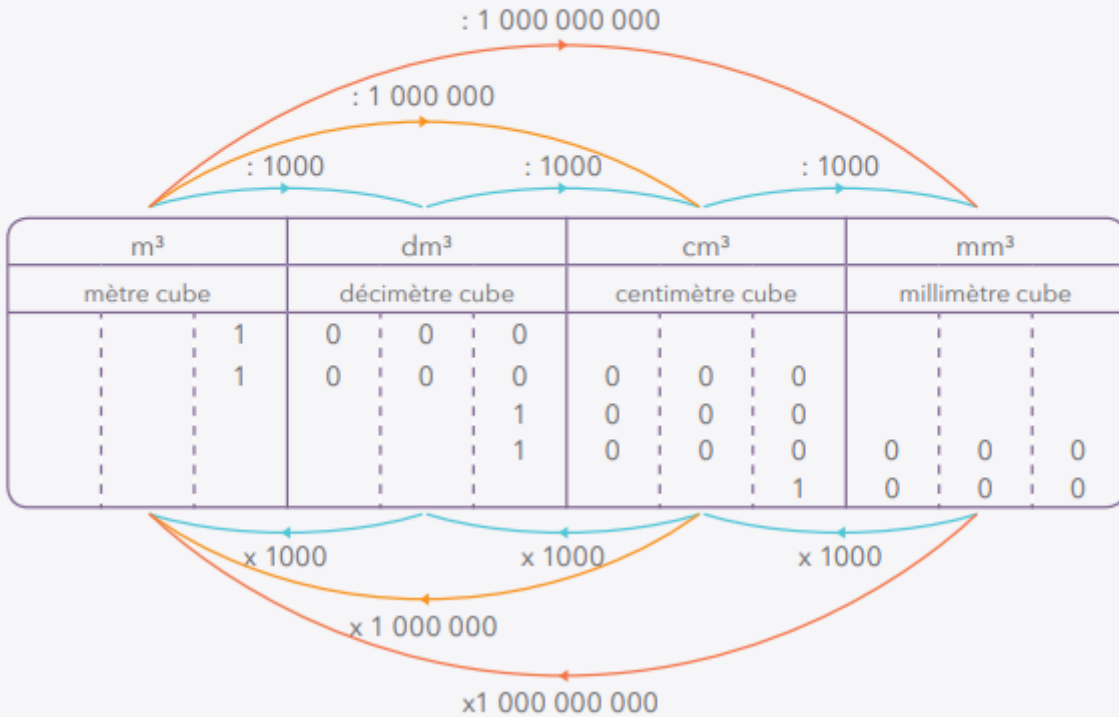 : 1 000 000 000
: 1 000 000
: 1000 : 1000 : 1000
m³ dm³ cm³ mm³
mètre cube décimètre cube centimètre cube millimètre cube
1 0 0 0
1 0 0 0 0 0 0
1 0 0 0
1 0 0 0 0 0 0
1 0 0 0
x 1000 x 1000 x 1000
x 1 000 000
x1 000 000 000